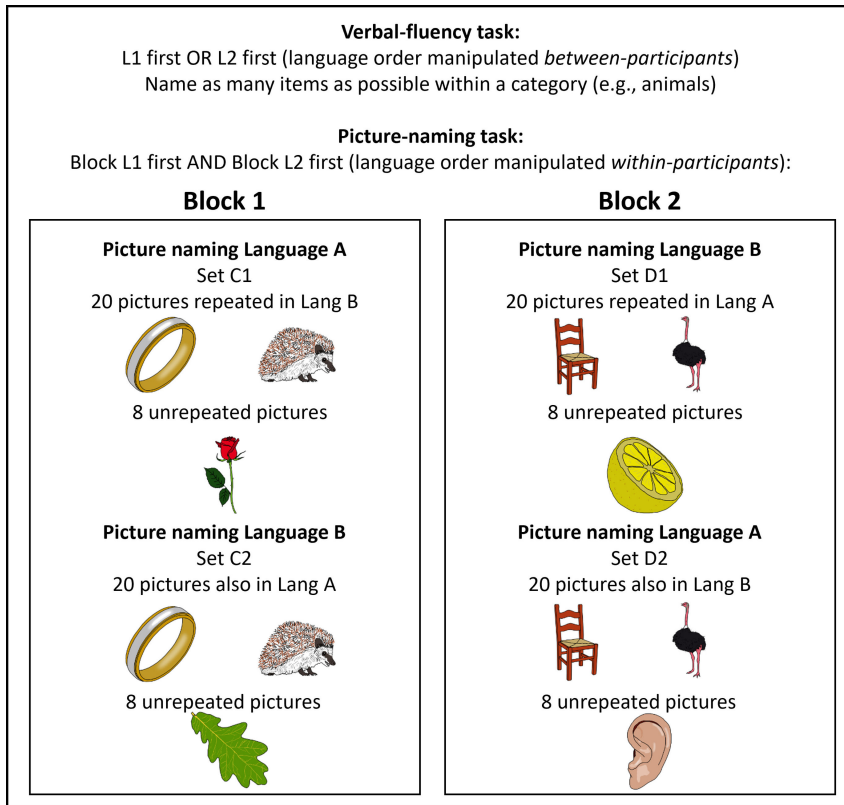 Verbal-fluency task:
L1 first OR L2 first (language order manipulated between-participants)
Name as many items as possible within a category (e.g., animals)
Picture-naming task:
Block L1 first AND Block L2 first (language order manipulated within-participants):
Block 1
Picture naming Language A
Set C1
20 pictures repeated in Lang B
8 unrepeated pictures
Picture naming Language B
Set C2
20 pictures also in Lang A
8 unrepeated pictures
Block 2
Picture naming Language B
Set D1
20 pictures repeated in Lang A
8 unrepeated pictures
Picture naming Language A
Set D2
20 pictures also in Lang B
8 unrepeated pictures